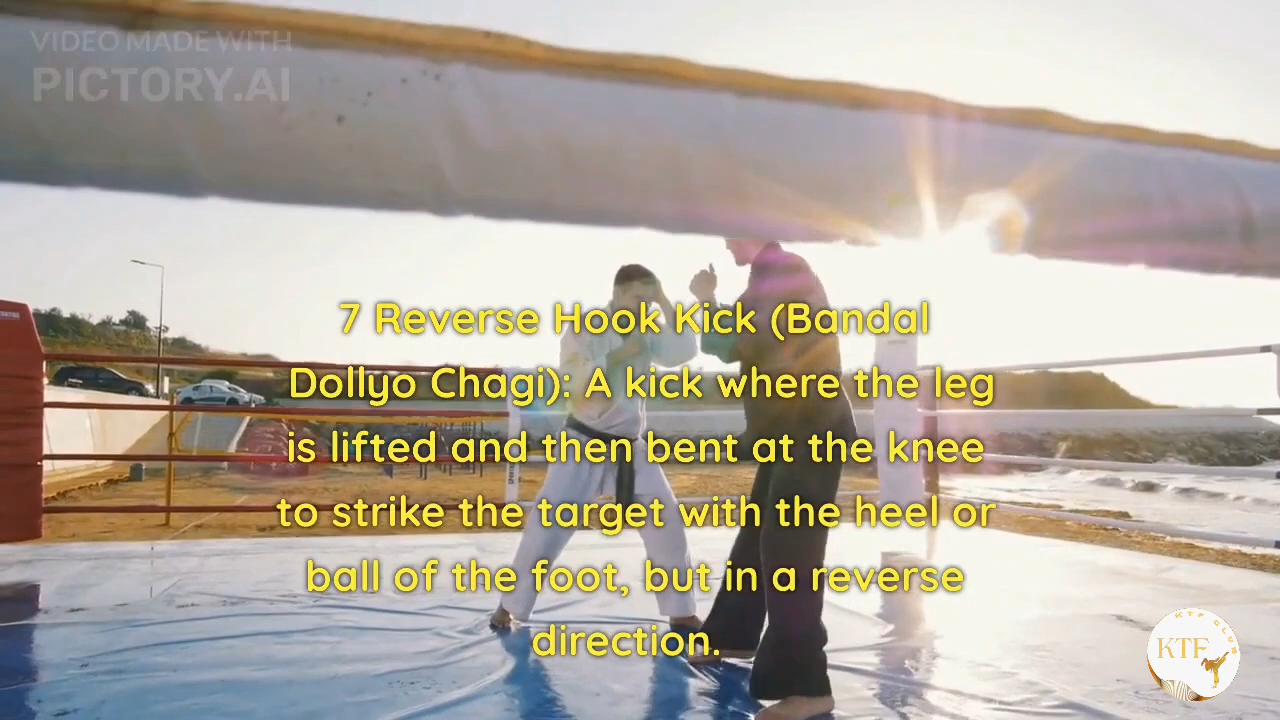 VIDEO MADE WITH
PICTORY.AI
7 Reverse Hook Kick (Bandal
Dollyo Chagi): A kick where the leg
is lifted and then bent at the knee
to strike the target with the heel or
ball of the foot, but in a reverse
direction.
KTF CLUB
KTF